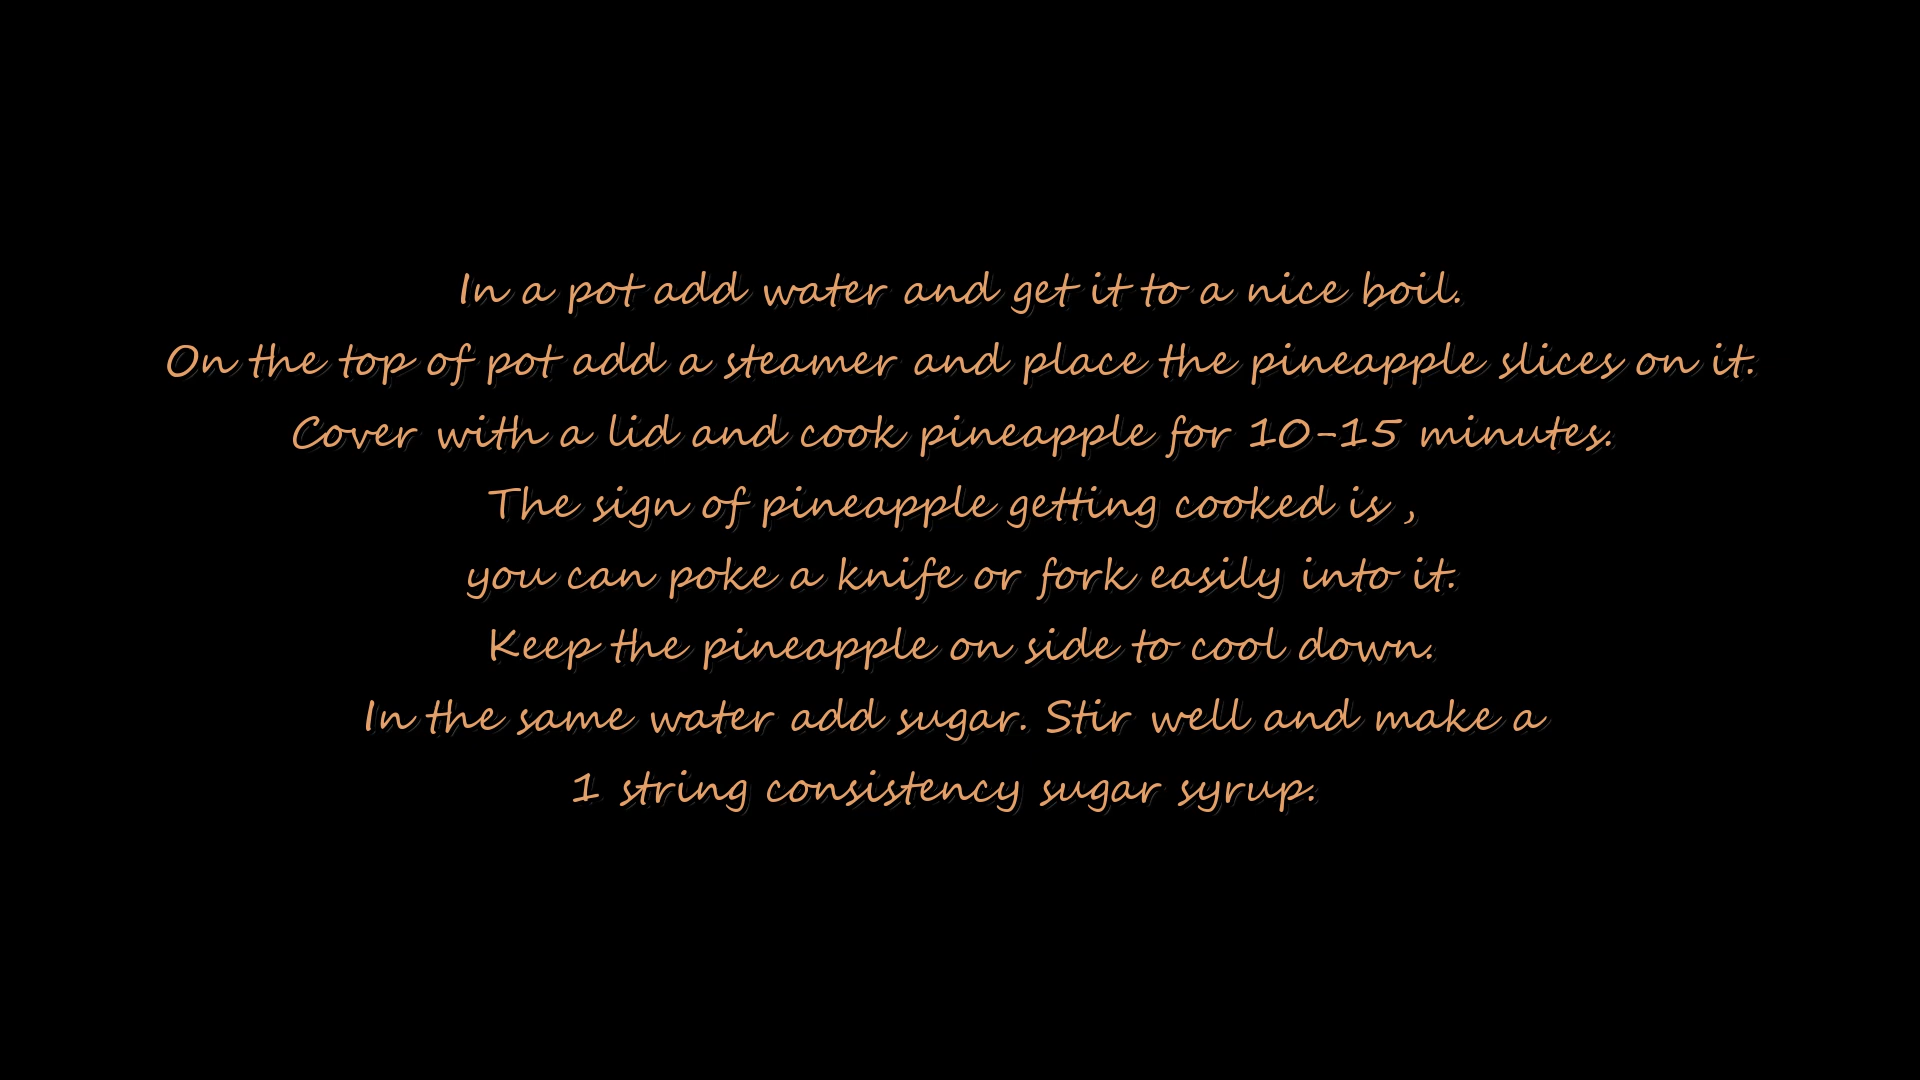 In a pot add water and get it to a nice boil.
On the top of pot add a steamer and place the pineapple slices on it.
Cover with a lid and cook pineapple for 10-15 minutes.
The sign of pineapple getting cooked is ,
you can poke a knife or fork easily into it.
Keep the pineapple on side to cool down.
In the same water add sugar. Stir well and make a
1 string consistency sugar syrup.